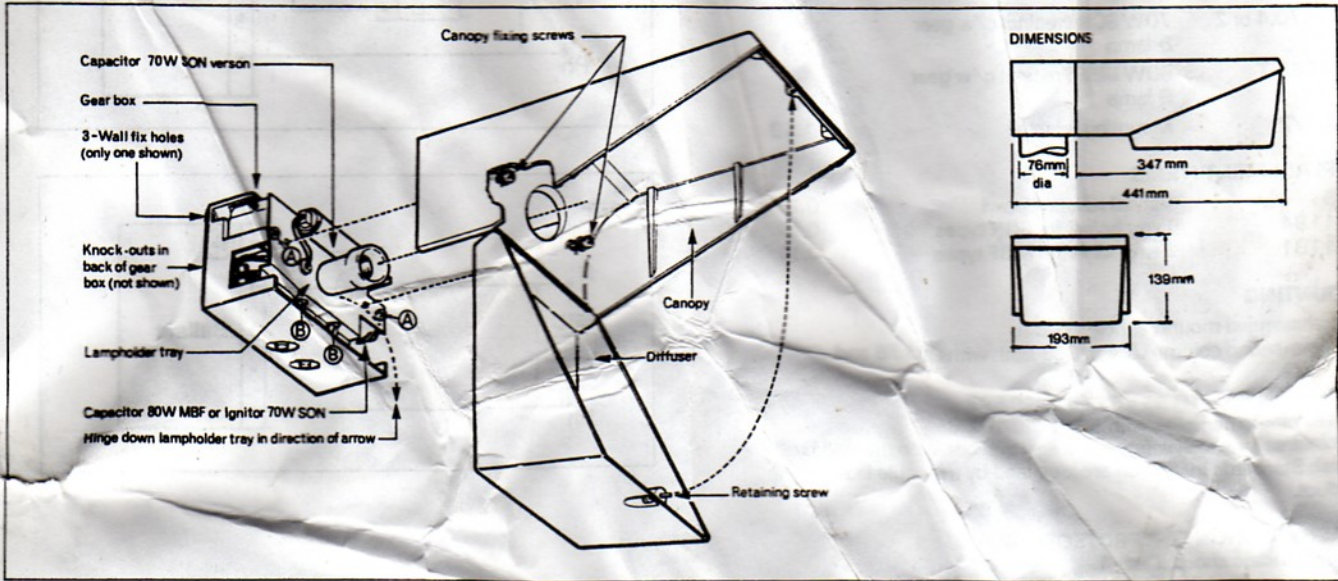 Canopy fixing screws
Capacitor 70W SON verson
Gear box
3-Wall fix holes
(only one shown)
Knock-outs in
back of gear
box (not shown)
A
B
B
A
Lampholder tray
Capacitor 80W MBF or Ignitor 70W SON
Hinge down lampholder tray in direction of arrow
Canopy
Diffuser
Retaining screw
DIMENSIONS
76mm
dia
347 mm
441mm
139mm
193mm